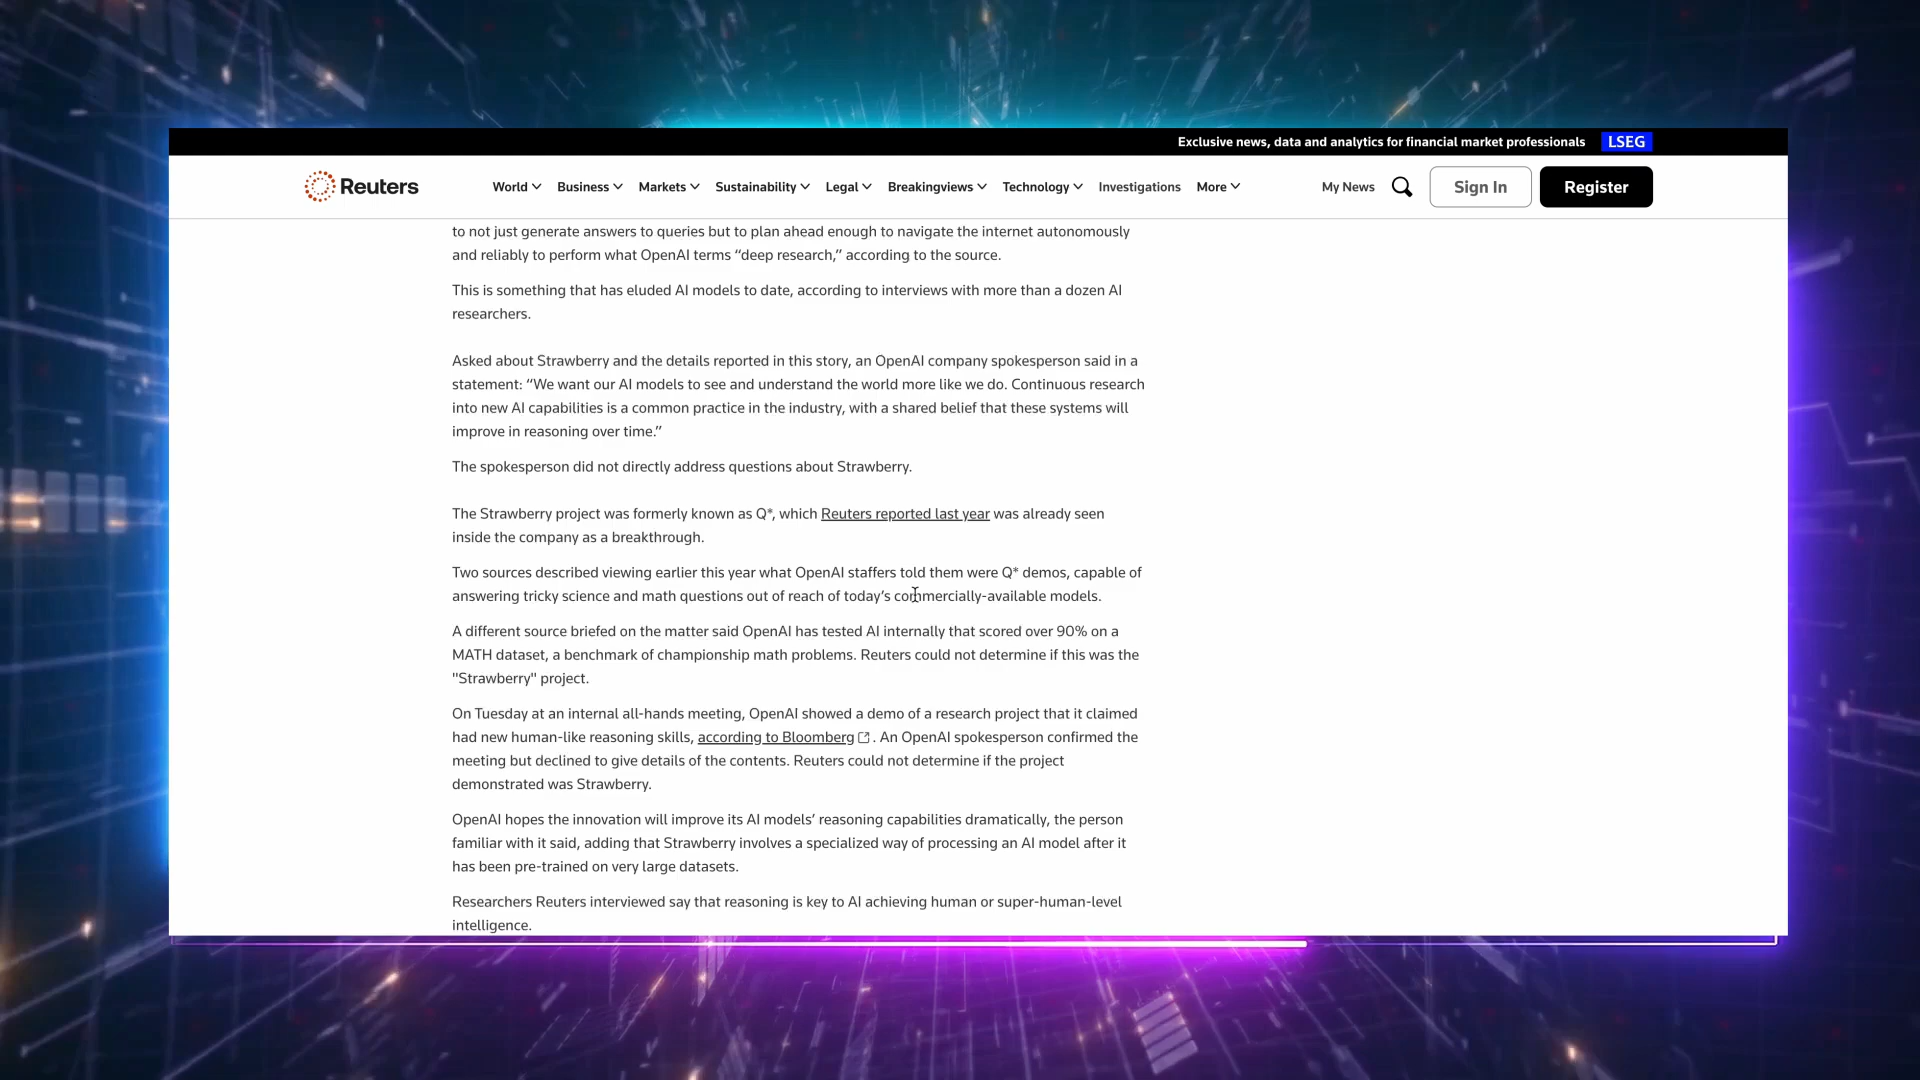 Exclusive news, data and analytics for financial market professionals LSEG
Reuters World Business Markets Sustainability Legal Breakingviews Technology Investigations More My News Sign In Register
to not just generate answers to queries but to plan ahead enough to navigate the internet autonomously
and reliably to perform what OpenAI terms “deep research,” according to the source.
This is something that has eluded AI models to date, according to interviews with more than a dozen AI
researchers.
Asked about Strawberry and the details reported in this story, an OpenAI company spokesperson said in a
statement: “We want our AI models to see and understand the world more like we do. Continuous research
into new AI capabilities is a common practice in the industry, with a shared belief that these systems will
improve in reasoning over time.”
The spokesperson did not directly address questions about Strawberry.
The Strawberry project was formerly known as Q*, which Reuters reported last year was already seen
inside the company as a breakthrough.
Two sources described viewing earlier this year what OpenAI staffers told them were Q* demos, capable of
answering tricky science and math questions out of reach of today’s commercially-available models.
A different source briefed on the matter said OpenAI has tested AI internally that scored over 90% on a
MATH dataset, a benchmark of championship math problems. Reuters could not determine if this was the
"Strawberry" project.
On Tuesday at an internal all-hands meeting, OpenAI showed a demo of a research project that it claimed
had new human-like reasoning skills, according to Bloomberg . An OpenAI spokesperson confirmed the
meeting but declined to give details of the contents. Reuters could not determine if the project
demonstrated was Strawberry.
OpenAI hopes the innovation will improve its AI models’ reasoning capabilities dramatically, the person
familiar with it said, adding that Strawberry involves a specialized way of processing an AI model after it
has been pre-trained on very large datasets.
Researchers Reuters interviewed say that reasoning is key to AI achieving human or super-human-level
intelligence.